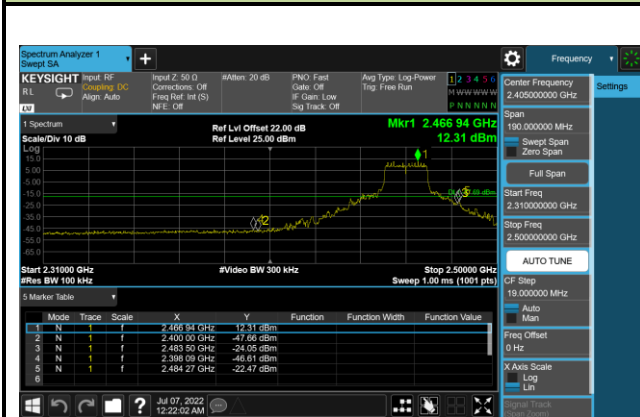 Spectrum Analyzer 1
Swept SA
+
Frequency
KEYSIGHT Input: RF
R L Coupling: DC
Align: Auto
Input Z: 50 Ω
Corrections: Off
Freq Ref: Int (S)
NFE: Off
#Atten: 20 dB
PNO: Fast
Gate: Off
IF Gain: Low
Sig Track: Off
Avg Type: Log-Power
Trig: Free Run
1 2 3 4 5 6
M W W W W W
P N N N N N
LXI
1 Spectrum
Scale/Div 10 dB
Ref Lvl Offset 22.00 dB
Ref Level 25.00 dBm
Mkr1 2.466 94 GHz
12.31 dBm
Log
15.0
5.00
-5.00
-15.0
-25.0
-35.0
-45.0
-55.0
-65.0
1
Start 2.31000 GHz
#Res BW 100 kHz
#Video BW 300 kHz
Stop 2.50000 GHz
Sweep 1.00 ms (1001 pts)
5 Marker Table
Mode Trace Scale X Y Function Function Width Function Value
1 N 1 f 2.466 94 GHz 12.31 dBm
2 N 1 f 2.400 00 GHz -47.66 dBm
3 N 1 f 2.483 50 GHz -24.05 dBm
4 N 1 f 2.398 09 GHz -46.61 dBm
5 N 1 f 2.484 27 GHz -22.47 dBm
6
?
Jul 07, 2022
12:22:02 AM
Center Frequency
2.405000000 GHz
Span
190.000000 MHz
Swept Span
Zero Span
Full Span
Start Freq
2.310000000 GHz
Stop Freq
2.500000000 GHz
AUTO TUNE
CF Step
19.000000 MHz
Auto
Man
Freq Offset
0 Hz
X Axis Scale
Log
Lin
Signal Track
(Span Zoom)
Settings